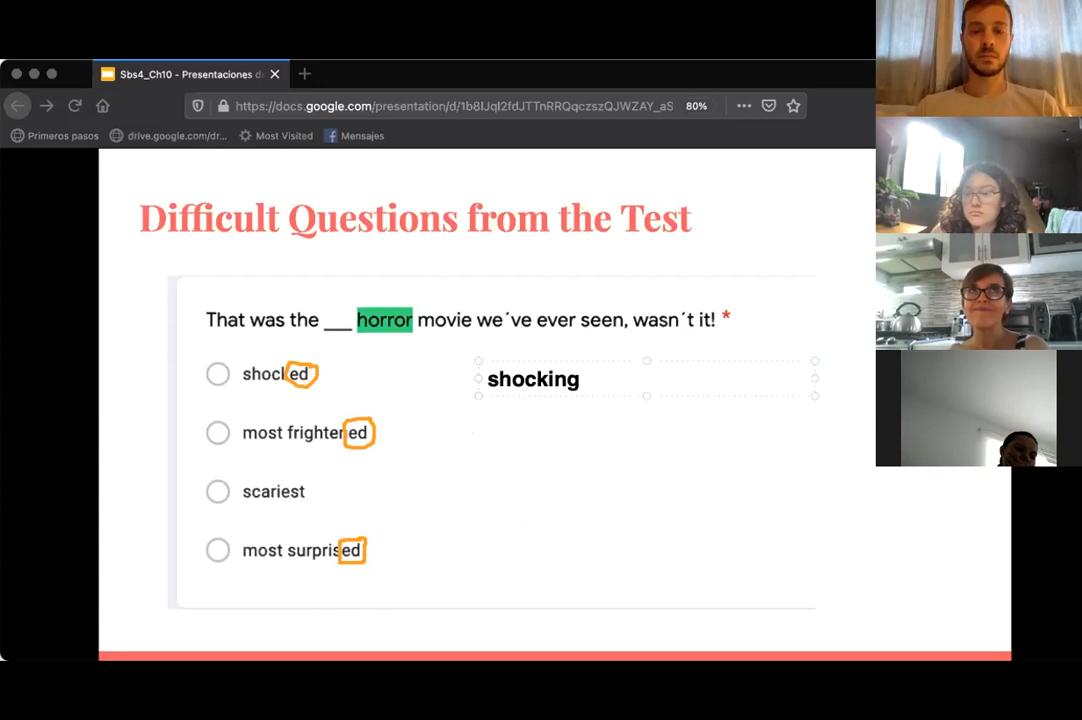 Sbs4_Ch10 - Presentaciones de
https://docs.google.com/presentation/d/1b8IJqI2fdJTTnRRQqczszQJWZAY_aS
80%
Primeros pasos
drive.google.com/dr...
Most Visited
Mensajes
Difficult Questions from the Test
That was the ___ horror movie we´ve ever seen, wasn´t it! *
shocked
shocking
most frightened
scariest
most surprised